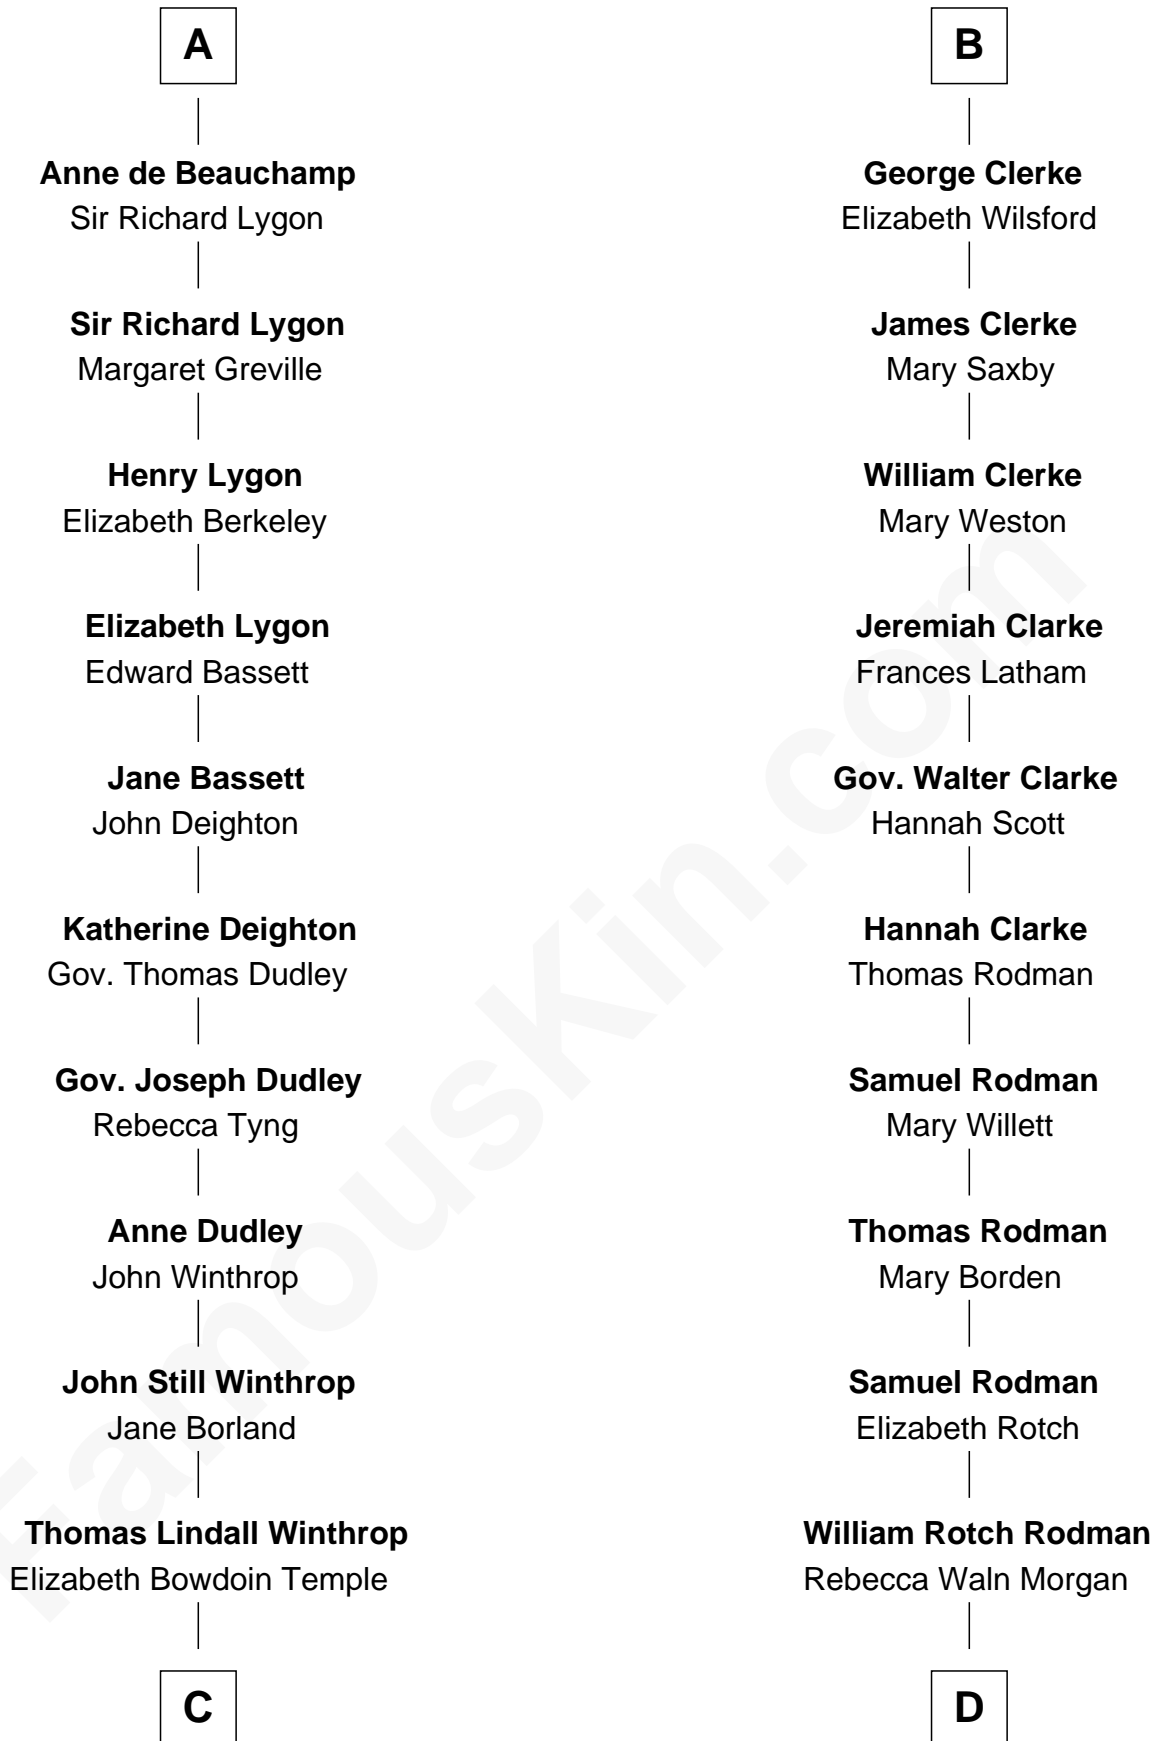 A
Anne de Beauchamp
Sir Richard Lygon
Sir Richard Lygon
Margaret Greville
Henry Lygon
Elizabeth Berkeley
Elizabeth Lygon
Edward Bassett
Jane Bassett
John Deighton
Katherine Deighton
Gov. Thomas Dudley
Gov. Joseph Dudley
Rebecca Tyng
Anne Dudley
John Winthrop
John Still Winthrop
Jane Borland
Thomas Lindall Winthrop
Elizabeth Bowdoin Temple
C
B
George Clerke
Elizabeth Wilsford
James Clerke
Mary Saxby
William Clerke
Mary Weston
Jeremiah Clarke
Frances Latham
Gov. Walter Clarke
Hannah Scott
Hannah Clarke
Thomas Rodman
Samuel Rodman
Mary Willett
Thomas Rodman
Mary Borden
Samuel Rodman
Elizabeth Rotch
William Rotch Rodman
Rebecca Waln Morgan
D
FamousKin.com